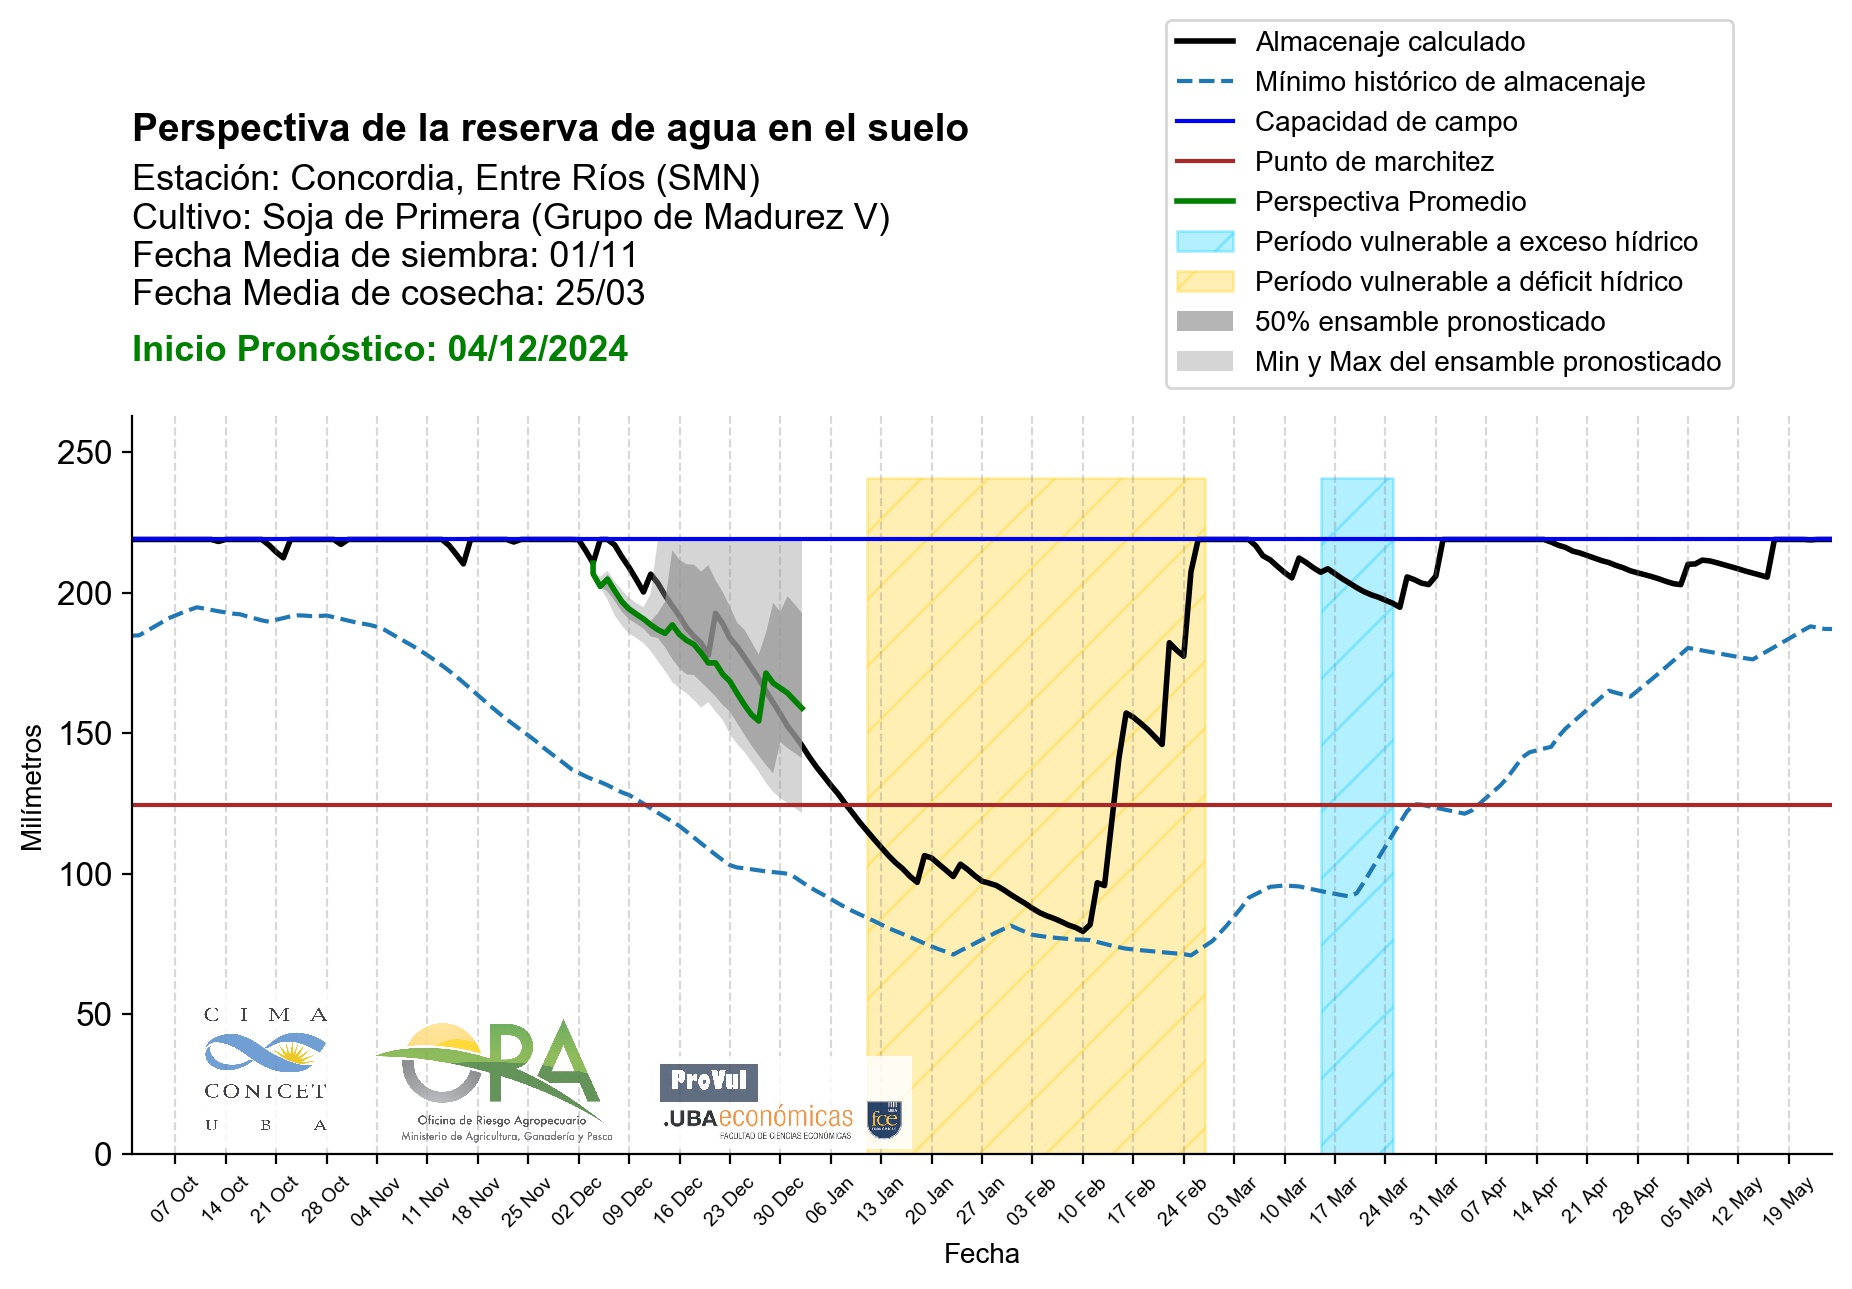 Almacenaje calculado
Mínimo histórico de almacenaje
Capacidad de campo
Punto de marchitez
Perspectiva Promedio
Período vulnerable a exceso hídrico
Período vulnerable a déficit hídrico
50% ensamble pronosticado
Min y Max del ensamble pronosticado
Perspectiva de la reserva de agua en el suelo
Estación: Concordia, Entre Ríos (SMN)
Cultivo: Soja de Primera (Grupo de Madurez V)
Fecha Media de siembra: 01/11
Fecha Media de cosecha: 25/03
Inicio Pronóstico: 04/12/2024
Milímetros
250
200
150
100
50
0
CIMA
CONICET
UBA
OPA
Oficina de Riesgo Agropecuario
Ministerio de Agricultura, Ganadería y Pesca
ProVul
.UBAeconómicas
FACULTAD DE CIENCIAS ECONÓMICAS
UBA
fce
07 Oct 14 Oct 21 Oct 28 Oct 04 Nov 11 Nov 18 Nov 25 Nov 02 Dec 09 Dec 16 Dec 23 Dec 30 Dec 06 Jan 13 Jan 20 Jan 27 Jan 03 Feb 10 Feb 17 Feb 24 Feb 03 Mar 10 Mar 17 Mar 24 Mar 31 Mar 07 Apr 14 Apr 21 Apr 28 Apr 05 May 12 May 19 May
Fecha